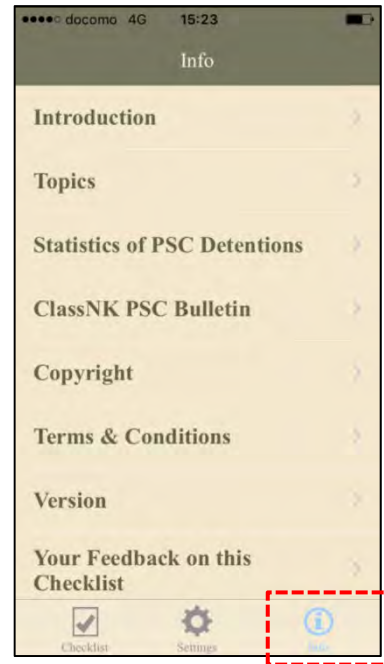 docomo 4G 15:23
Info
Introduction
Topics
Statistics of PSC Detentions
ClassNK PSC Bulletin
Copyright
Terms & Conditions
Version
Your Feedback on this
Checklist
Checklist Settings Info